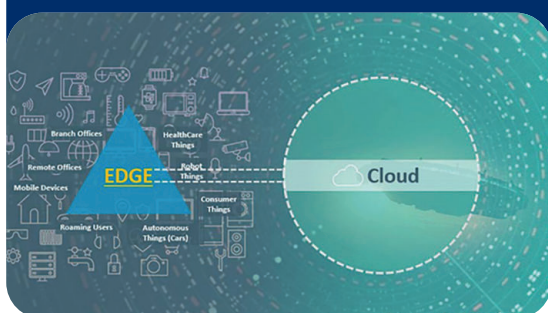 Branch Offices
HealthCare
Things
Remote Offices
EDGE
Robot
Things
Cloud
Mobile Devices
Consumer
Things
Roaming Users
Autonomous
Things (Cars)